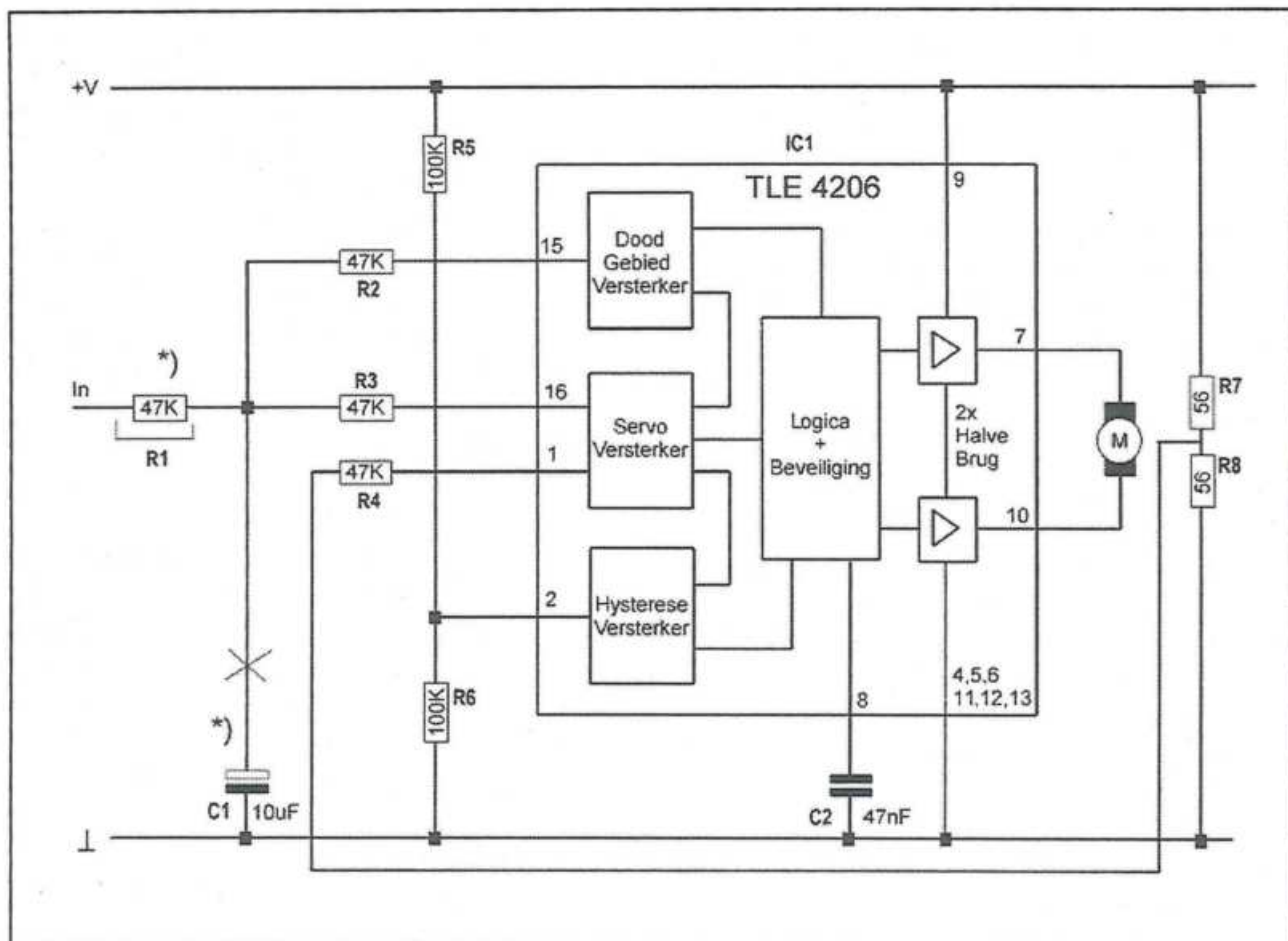 +V
R5
100K
IC1
TLE 4206
9
15
47K
R2
Dood
Gebied
Versterker
*)
In
47K
R1
R3
47K
16
1
47K
R4
Servo
Versterker
Logica
+
Beveiliging
7
2x
Halve
Brug
M
10
56
R7
56
R8
2
Hysterese
Versterker
100K
R6
4,5,6
11,12,13
8
*)
C1
10uF
C2
47nF
⊥